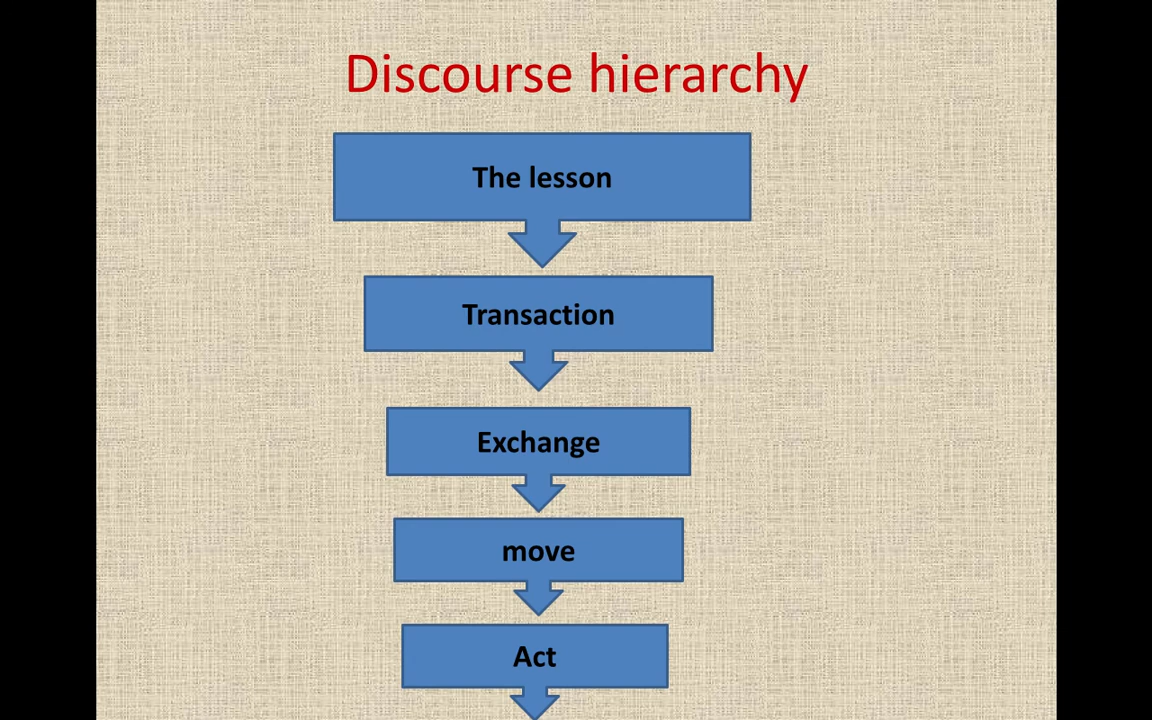 Discourse hierarchy
The lesson
Transaction
Exchange
move
Act